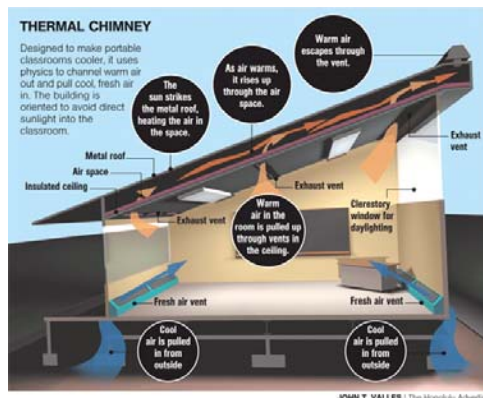 THERMAL CHIMNEY
Designed to make portable
classrooms cooler, it uses
physics to channel warm air
out and pull cool, fresh air
in. The building is
oriented to avoid direct
sunlight into the
classroom.
The
sun strikes
the metal roof,
heating the air in
the space.
As air warms,
it rises up
through the air
space.
Warm air
escapes through
the vent.
Metal roof
Air space
Insulated ceiling
Exhaust
vent
Exhaust vent
Exhaust vent
Warm
air in the
room is pulled up
through vents in
the ceiling.
Clerestory
window for
daylighting
Fresh air vent
Fresh air vent
Cool
air is pulled
in from
outside
Cool
air is pulled
in from
outside
JOHN T. VALLES | The Honolulu